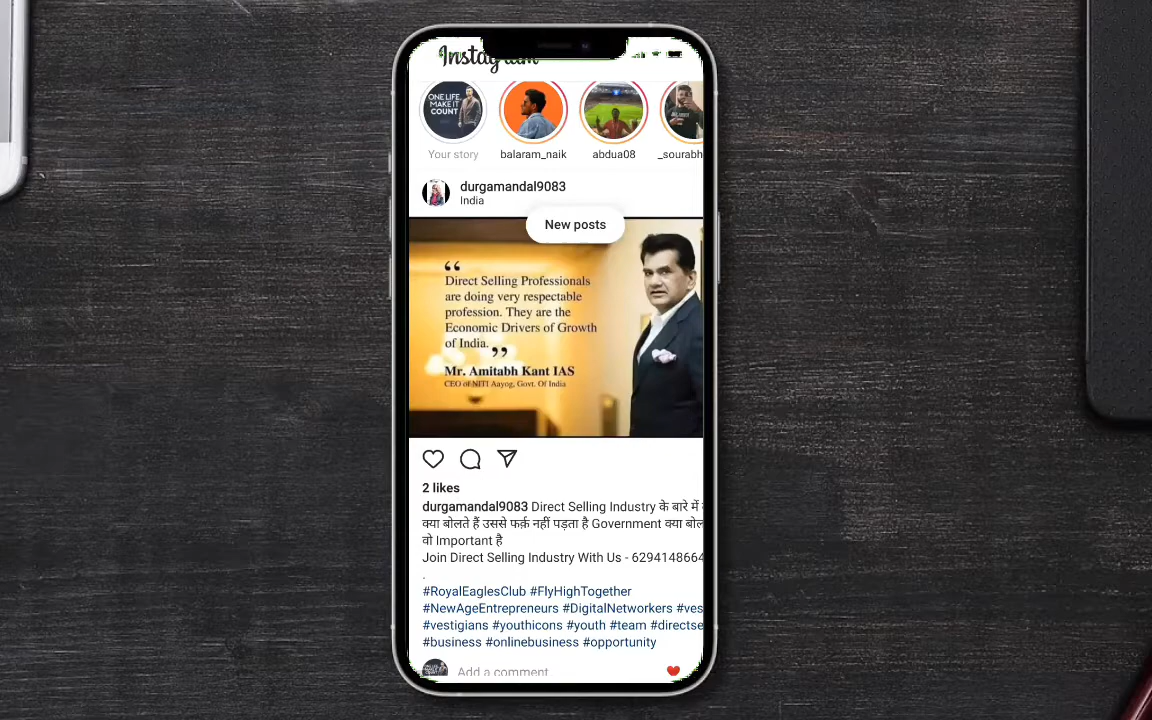 Instagram
ONE LIFE.
MAKE IT
COUNT
Your story
balaram_naik
abdua08
_sourabh
durgamandal9083
India
New posts
“
Direct Selling Professionals
are doing very respectable
profession. They are the
Economic Drivers of Growth
of India.
”
Mr. Amitabh Kant IAS
CEO of NITI Aayog, Govt. Of India
2 likes
durgamandal9083 Direct Selling Industry के बारे में
क्या बोलते हैं उससे फर्क़ नहीं पड़ता है Government क्या बोल
वो Important है
Join Direct Selling Industry With Us - 6294148664
.
#RoyalEaglesClub #FlyHighTogether
#NewAgeEntrepreneurs #DigitalNetworkers #ves
#vestigians #youthicons #youth #team #directse
#business #onlinebusiness #opportunity
Add a comment